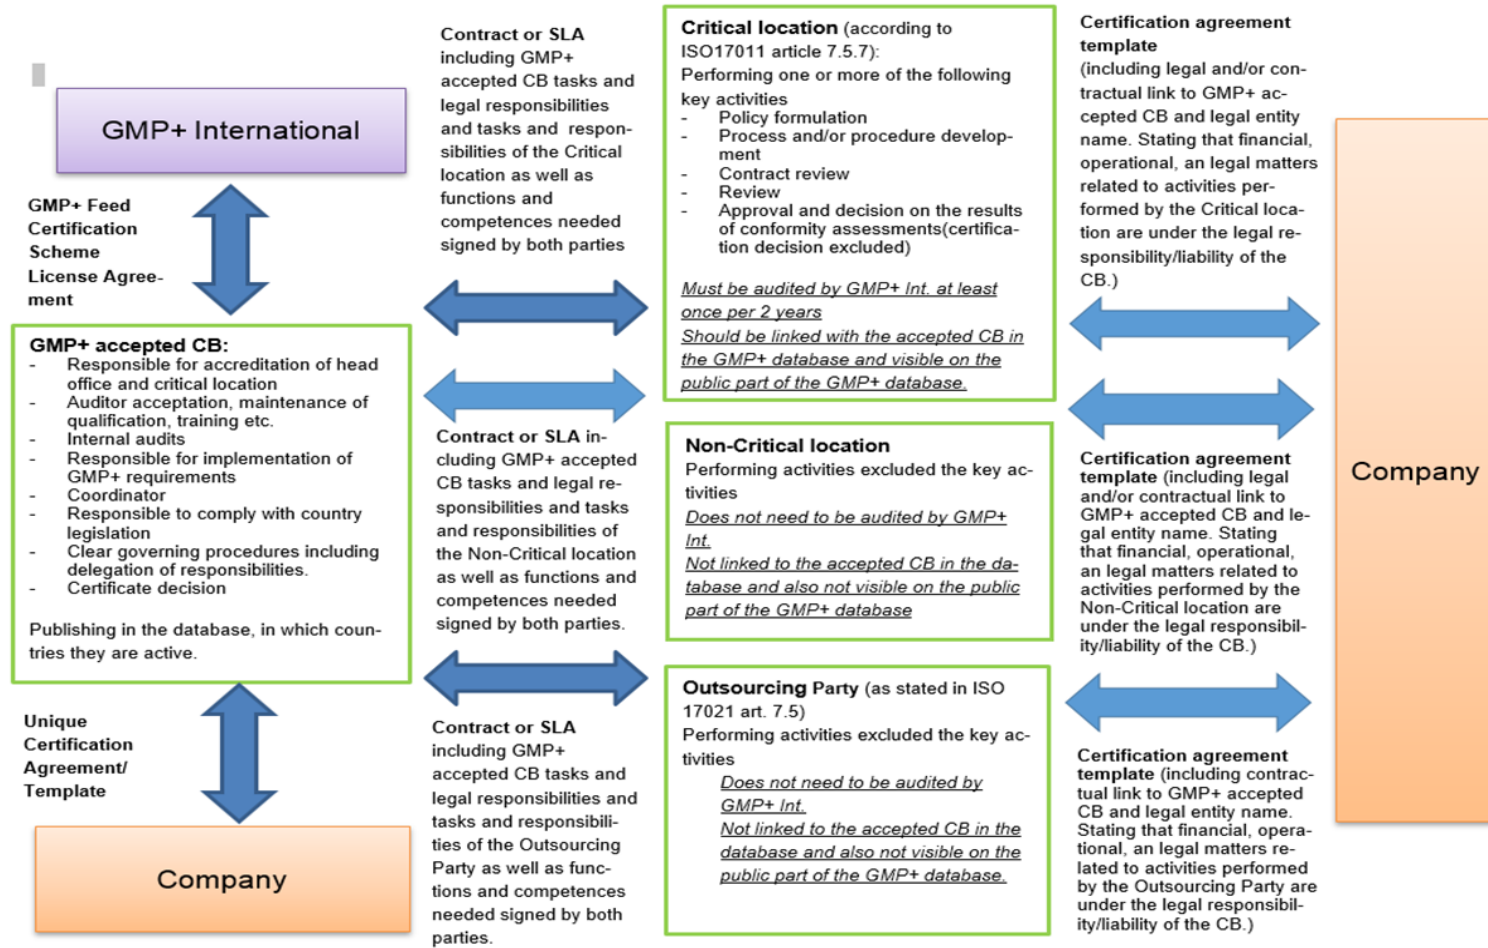 GMP+ International
GMP+ Feed
Certification
Scheme
License Agree-
ment
GMP+ accepted CB:
- Responsible for accreditation of head
office and critical location
- Auditor acceptation, maintenance of
qualification, training etc.
- Internal audits
- Responsible for implementation of
GMP+ requirements
- Coordinator
- Responsible to comply with country
legislation
- Clear governing procedures including
delegation of responsibilities.
- Certificate decision
Publishing in the database, in which coun-
tries they are active.
Unique
Certification
Agreement/
Template
Company
Contract or SLA
including GMP+
accepted CB tasks and
legal responsibilities
and tasks and respon-
sibilities of the Critical
location as well as
functions and
competences needed
signed by both parties
Contract or SLA in-
cluding GMP+ accepted
CB tasks and legal re-
sponsibilities and tasks
and responsibilities of
the Non-Critical location
as well as functions and
competences needed
signed by both parties.
Contract or SLA
including GMP+
accepted CB tasks and
legal responsibilities and
tasks and responsibili-
ties of the Outsourcing
Party as well as func-
tions and competences
needed signed by both
parties.
Critical location (according to
ISO17011 article 7.5.7):
Performing one or more of the following
key activities
- Policy formulation
- Process and/or procedure develop-
ment
- Contract review
- Review
- Approval and decision on the results
of conformity assessments(certifica-
tion decision excluded)
Must be audited by GMP+ Int. at least
once per 2 years
Should be linked with the accepted CB in
the GMP+ database and visible on the
public part of the GMP+ database.
Non-Critical location
Performing activities excluded the key ac-
tivities
Does not need to be audited by GMP+
Int.
Not linked to the accepted CB in the da-
tabase and also not visible on the public
part of the GMP+ database
Outsourcing Party (as stated in ISO
17021 art. 7.5)
Performing activities excluded the key ac-
tivities
Does not need to be audited by
GMP+ Int.
Not linked to the accepted CB in the
database and also not visible on the
public part of the GMP+ database.
Certification agreement
template
(including legal and/or con-
tractual link to GMP+ ac-
cepted CB and legal entity
name. Stating that financial,
operational, an legal matters
related to activities per-
formed by the Critical loca-
tion are under the legal re-
sponsibility/liability of the
CB.)
Certification agreement
template (including legal
and/or contractual link to
GMP+ accepted CB and le-
gal entity name. Stating
that financial, operational,
an legal matters related to
activities performed by the
Non-Critical location are
under the legal responsibil-
ity/liability of the CB.)
Certification agreement
template (including contrac-
tual link to GMP+ accepted
CB and legal entity name.
Stating that financial, opera-
tional, an legal matters re-
lated to activities performed
by the Outsourcing Party are
under the legal responsibil-
ity/liability of the CB.)
Company